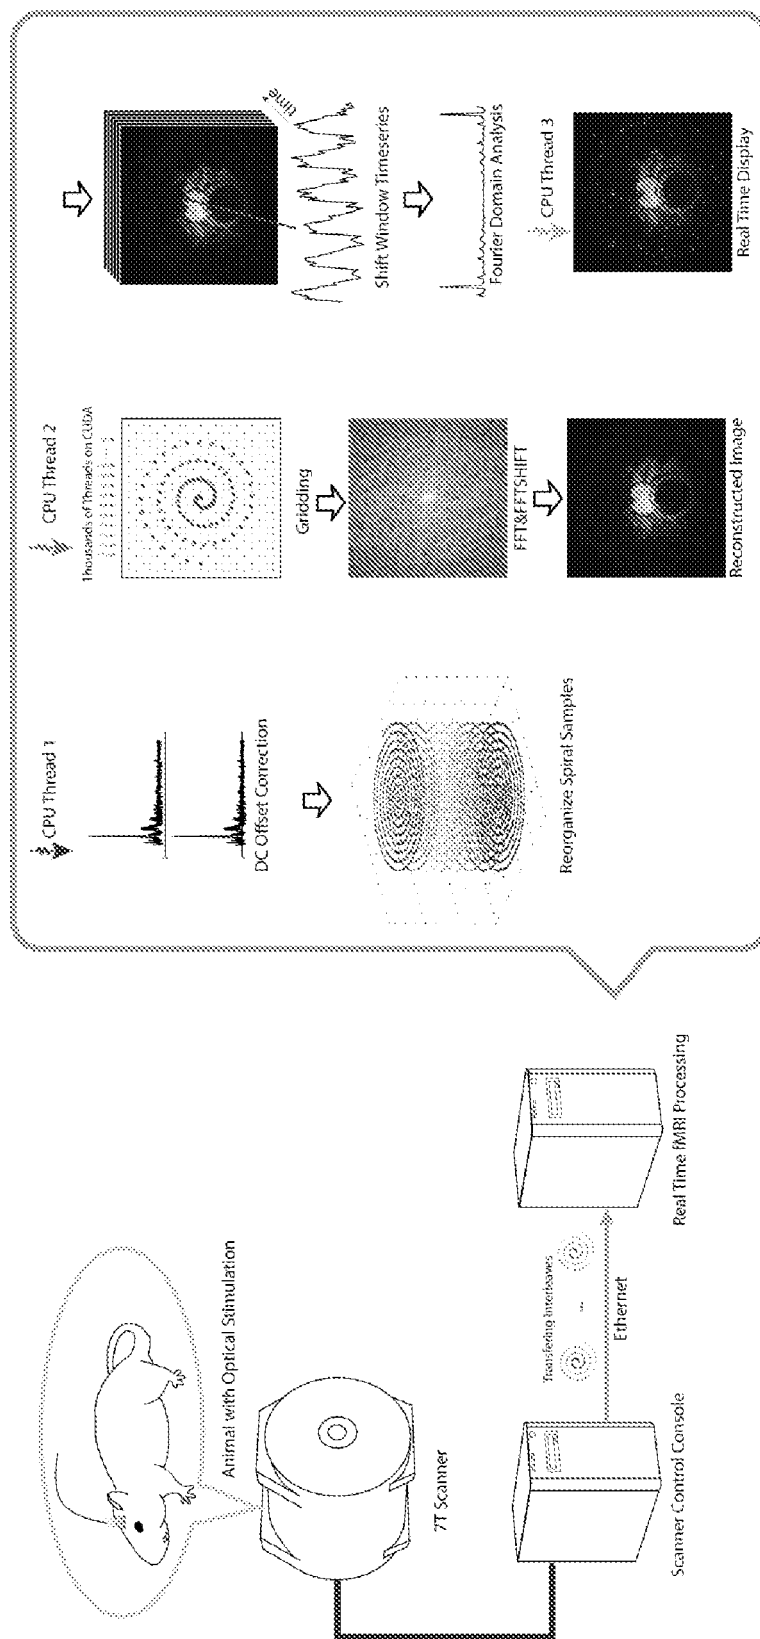 Animal with Optical Stimulation
7T Scanner
Scanner Control Console
Transfering Interleaves
...
Ethernet
Real Time fMRI Processing
CPU Thread 1
DC Offset Correction
Reorganize Spiral Samples
CPU Thread 2
Thousands of Threads on CUDA
Gridding
FFT&FFTSHIFT
Reconstructed Image
time
Shift Window Timeseries
Fourier Domain Analysis
CPU Thread 3
Real Time Display